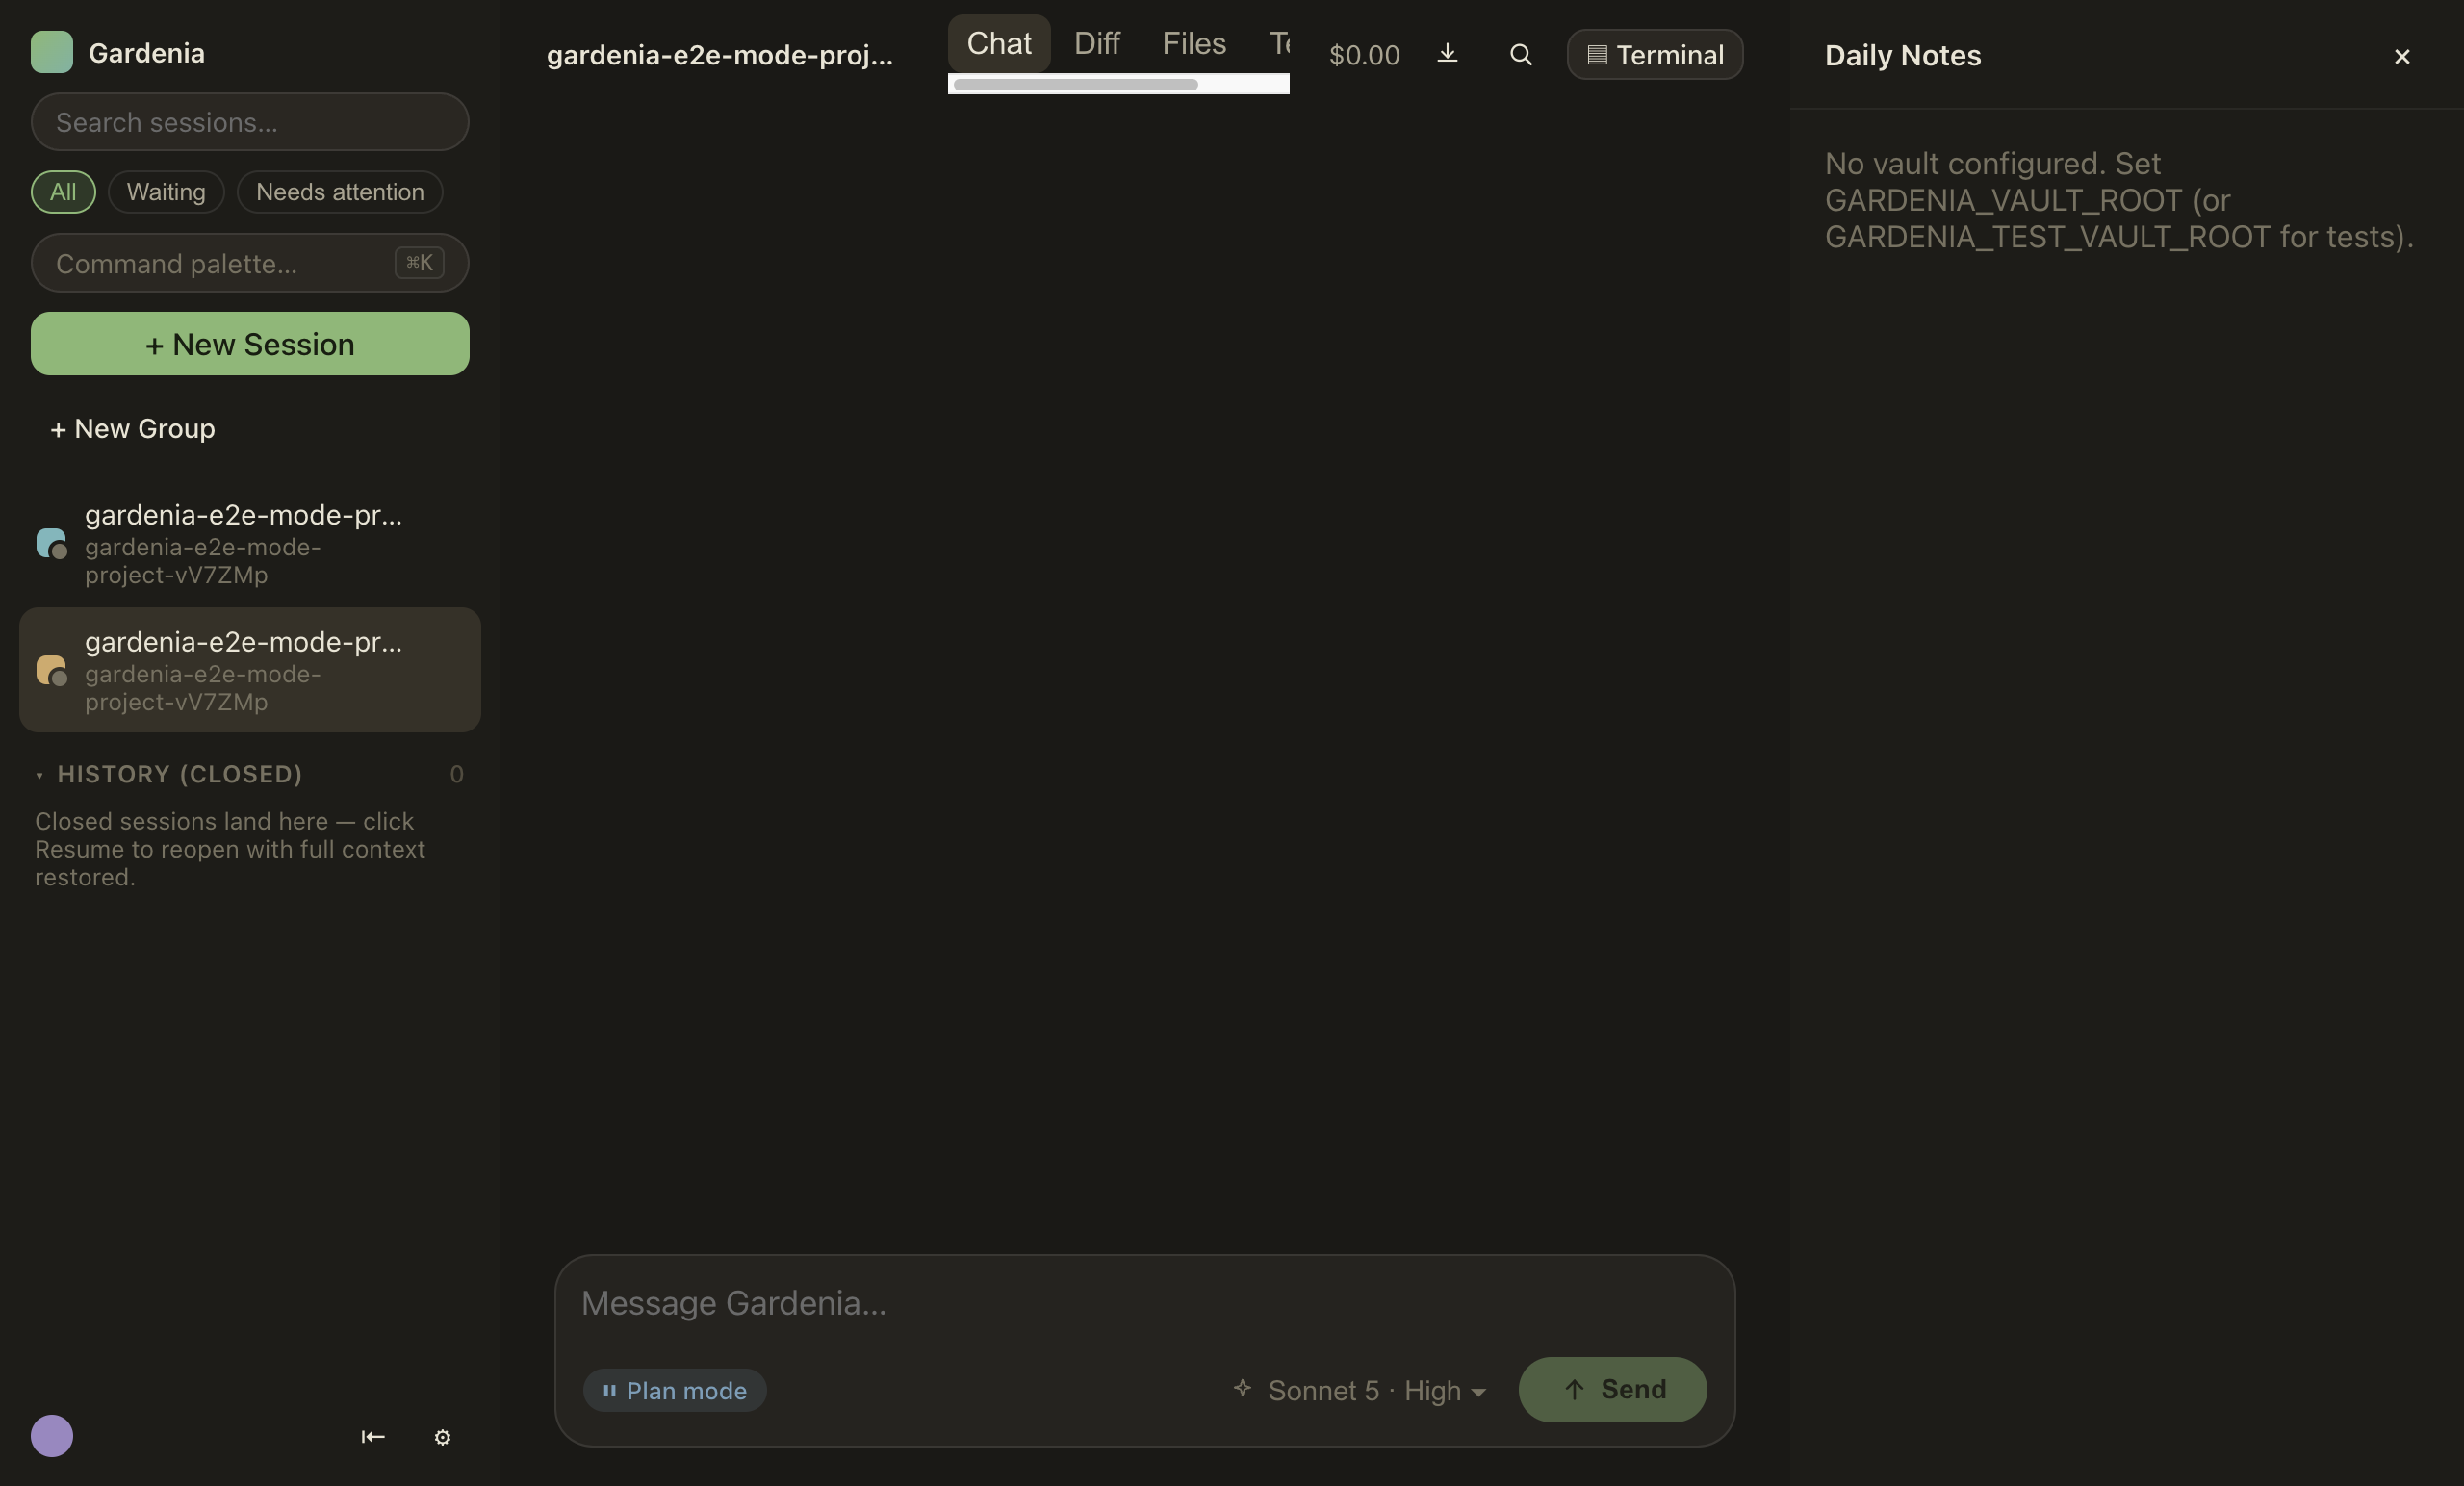 Gardenia
Search sessions...
All
Waiting
Needs attention
Command palette...
⌘K
+ New Session
+ New Group
gardenia-e2e-mode-pr...
gardenia-e2e-mode-
project-vV7ZMp
gardenia-e2e-mode-pr...
gardenia-e2e-mode-
project-vV7ZMp
HISTORY (CLOSED)
0
Closed sessions land here — click
Resume to reopen with full context
restored.
gardenia-e2e-mode-proj...
Chat
Diff
Files
$0.00
Terminal
Message Gardenia...
Plan mode
Sonnet 5 · High
Send
Daily Notes
No vault configured. Set
GARDENIA_VAULT_ROOT (or
GARDENIA_TEST_VAULT_ROOT for tests).